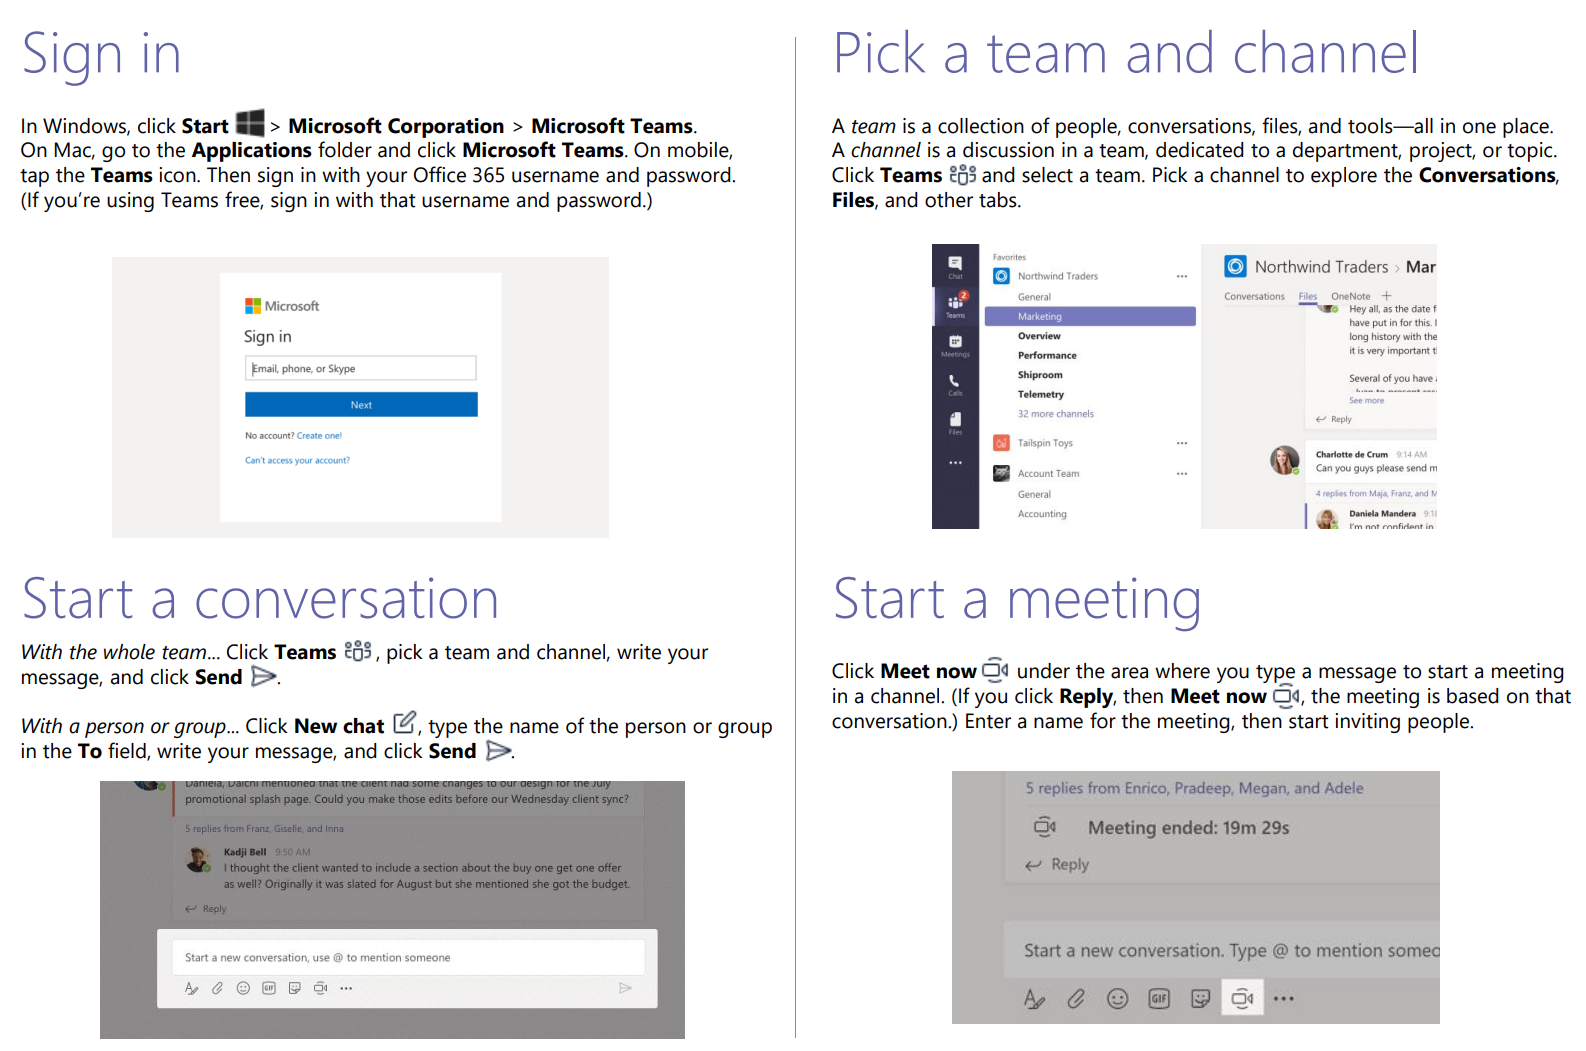 Sign in
In Windows, click Start > Microsoft Corporation > Microsoft Teams.
On Mac, go to the Applications folder and click Microsoft Teams. On mobile,
tap the Teams icon. Then sign in with your Office 365 username and password.
(If you’re using Teams free, sign in with that username and password.)
Microsoft
Sign in
Email, phone, or Skype
Next
No account? Create one!
Can't access your account?
Start a conversation
With the whole team... Click Teams , pick a team and channel, write your
message, and click Send .
With a person or group... Click New chat , type the name of the person or group
in the To field, write your message, and click Send .
Daniela, Daichi mentioned that the client had some changes to our design for the July
promotional splash page. Could you make those edits before our Wednesday client sync?
5 replies from Franz, Giselle, and Inna
Kadji Bell 9:50 AM
I thought the client wanted to include a section about the buy one get one offer
as well? Originally it was slated for August but she mentioned she got the budget.
Reply
Start a new conversation, use @ to mention someone
GIF
Pick a team and channel
A team is a collection of people, conversations, files, and tools—all in one place.
A channel is a discussion in a team, dedicated to a department, project, or topic.
Click Teams and select a team. Pick a channel to explore the Conversations,
Files, and other tabs.
Chat
2
Teams
Meetings
Calls
Files
Favorites
Northwind Traders
General
Marketing
Overview
Performance
Shiproom
Telemetry
32 more channels
Tailspin Toys
Account Team
General
Accounting
Northwind Traders > Mar
Conversations Files OneNote
Hey all, as the date f
have put in for this. I
long history with the
it is very important t
Several of you have
See more
Reply
Charlotte de Crum 9:14 AM
Can you guys please send m
4 replies from Maja, Franz, and M
Daniela Mandera 9:1
I'm not confident in
Start a meeting
Click Meet now under the area where you type a message to start a meeting
in a channel. (If you click Reply, then Meet now , the meeting is based on that
conversation.) Enter a name for the meeting, then start inviting people.
5 replies from Enrico, Pradeep, Megan, and Adele
Meeting ended: 19m 29s
Reply
Start a new conversation. Type @ to mention someo
GIF